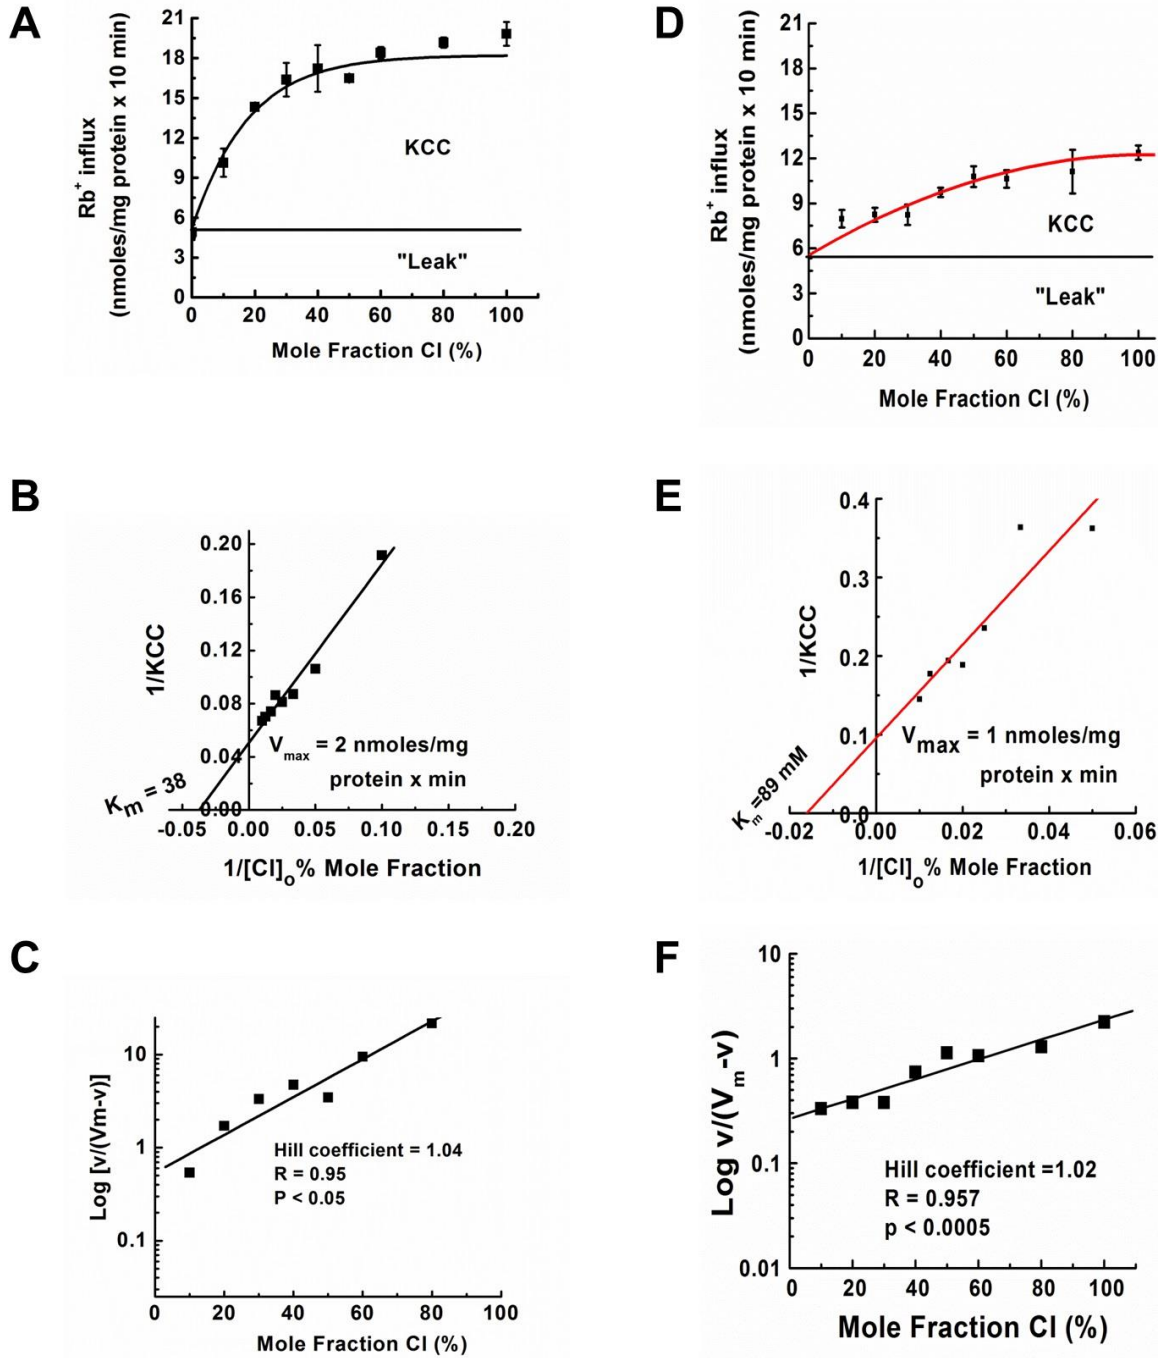 A
Rb+ influx
(nmoles/mg protein x 10 min)
21
18
15
12
9
6
3
0
KCC
"Leak"
0 20 40 60 80 100
Mole Fraction Cl (%)
D
Rb+ influx
(nmoles/mg protein x 10 min)
21
18
15
12
9
6
3
0
KCC
"Leak"
0 20 40 60 80 100
Mole Fraction Cl (%)
B
1/KCC
0.20
0.16
0.12
0.08
0.04
0.00
Vmax = 2 nmoles/mg
protein x min
Km = 38
-0.05 0.00 0.05 0.10 0.15 0.20
1/[Cl]o% Mole Fraction
E
1/KCC
0.4
0.3
0.2
0.1
0.0
Vmax = 1 nmoles/mg
protein x min
Km =89 mM
-0.02 0.00 0.02 0.04 0.06
1/[Cl]o% Mole Fraction
C
Log [v/(Vm-v)]
10
1
0.1
Hill coefficient = 1.04
R = 0.95
P < 0.05
0 20 40 60 80 100
Mole Fraction Cl (%)
F
Log v/(Vm-v)
10
1
0.1
0.01
Hill coefficient =1.02
R = 0.957
p < 0.0005
0 20 40 60 80 100
Mole Fraction Cl (%)